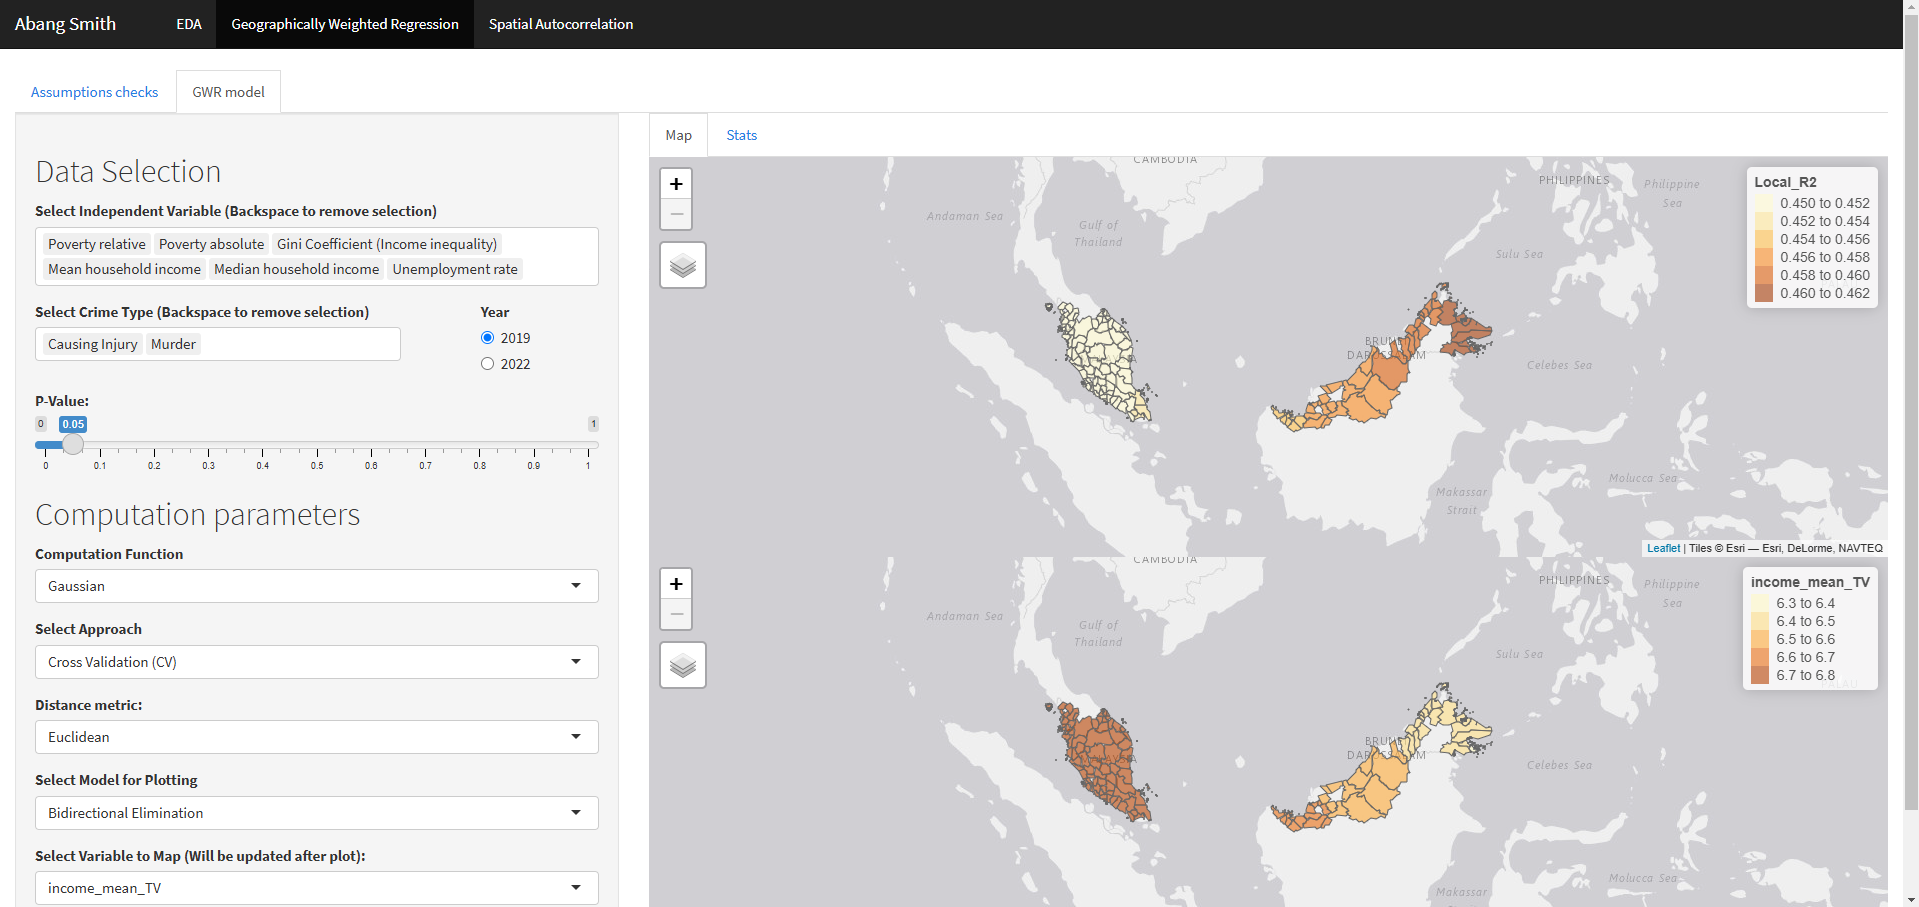 Abang Smith EDA Geographically Weighted Regression Spatial Autocorrelation
Assumptions checks GWR model
Data Selection
Select Independent Variable (Backspace to remove selection)
Poverty relative Poverty absolute Gini Coefficient (Income inequality)
Mean household income Median household income Unemployment rate
Select Crime Type (Backspace to remove selection)
Causing Injury Murder
Year
2019
2022
P-Value:
0 0.05 1
0 0.1 0.2 0.3 0.4 0.5 0.6 0.7 0.8 0.9 1
Computation parameters
Computation Function
Gaussian
Select Approach
Cross Validation (CV)
Distance metric:
Euclidean
Select Model for Plotting
Bidirectional Elimination
Select Variable to Map (Will be updated after plot):
income_mean_TV
Map Stats
+
−
CAMBODIA
PHILIPPINES
Philippine
Sea
Andaman Sea
Gulf of
Thailand
Sulu Sea
MALAYSIA
Celebes Sea
Molucca Sea
Makassar
Strait
Local_R2
0.450 to 0.452
0.452 to 0.454
0.454 to 0.456
0.456 to 0.458
0.458 to 0.460
0.460 to 0.462
Leaflet | Tiles © Esri — Esri, DeLorme, NAVTEQ
+
−
CAMBODIA
PHILIPPINES
Philippine
Sea
Andaman Sea
Gulf of
Thailand
Sulu Sea
MALAYSIA
Celebes Sea
Molucca Sea
Makassar
income_mean_TV
6.3 to 6.4
6.4 to 6.5
6.5 to 6.6
6.6 to 6.7
6.7 to 6.8